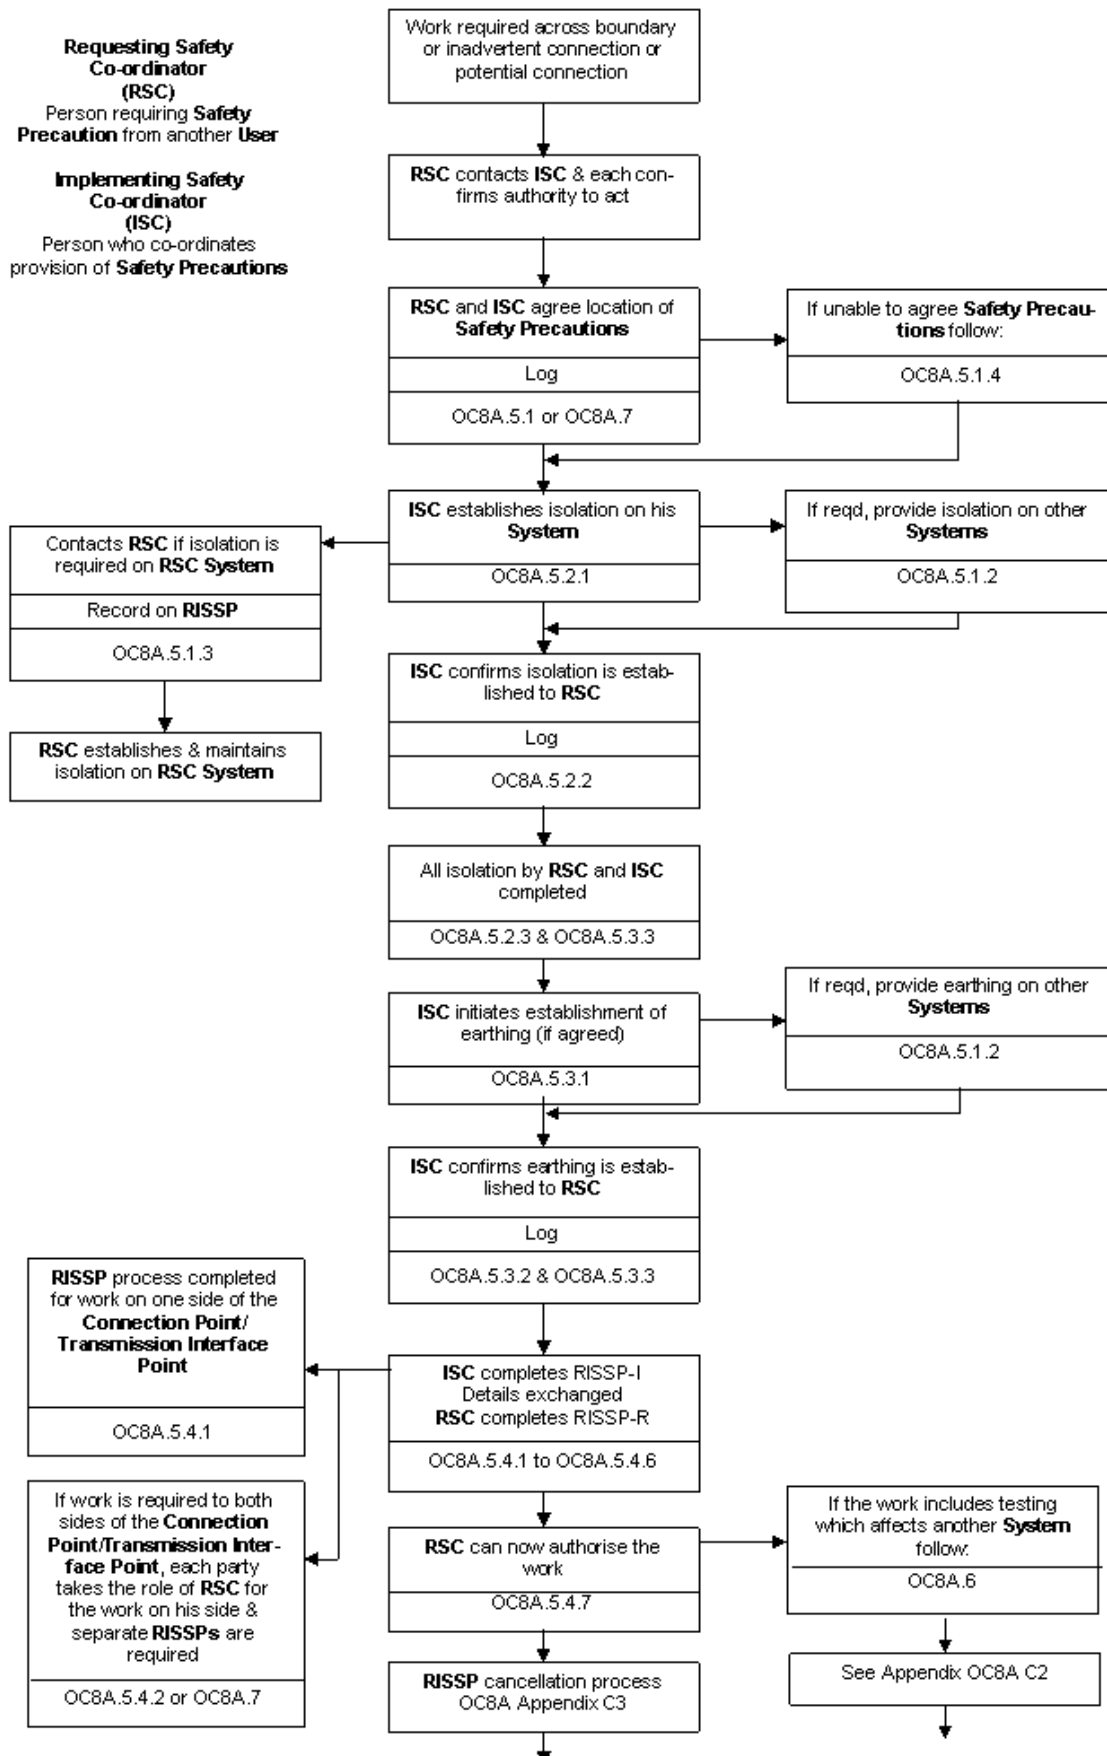 Requesting Safety
Co-ordinator
(RSC)
Person requiring Safety
Precaution from another User
Implementing Safety
Co-ordinator
(ISC)
Person who co-ordinates
provision of Safety Precautions
Work required across boundary
or inadvertent connection or
potential connection
RSC contacts ISC & each con-
firms authority to act
RSC and ISC agree location of
Safety Precautions
Log
OC8A.5.1 or OC8A.7
If unable to agree Safety Precau-
tions follow:
OC8A.5.1.4
ISC establishes isolation on his
System
OC8A.5.2.1
If reqd, provide isolation on other
Systems
OC8A.5.1.2
Contacts RSC if isolation is
required on RSC System
Record on RISSP
OC8A.5.1.3
RSC establishes & maintains
isolation on RSC System
ISC confirms isolation is estab-
lished to RSC
Log
OC8A.5.2.2
All isolation by RSC and ISC
completed
OC8A.5.2.3 & OC8A.5.3.3
ISC initiates establishment of
earthing (if agreed)
OC8A.5.3.1
If reqd, provide earthing on other
Systems
OC8A.5.1.2
ISC confirms earthing is estab-
lished to RSC
Log
OC8A.5.3.2 & OC8A.5.3.3
RISSP process completed
for work on one side of the
Connection Point/
Transmission Interface
Point
OC8A.5.4.1
ISC completes RISSP-I
Details exchanged
RSC completes RISSP-R
OC8A.5.4.1 to OC8A.5.4.6
If work is required to both
sides of the Connection
Point/Transmission Inter-
face Point, each party
takes the role of RSC for
the work on his side &
separate RISSPs are
required
OC8A.5.4.2 or OC8A.7
RSC can now authorise the
work
OC8A.5.4.7
If the work includes testing
which affects another System
follow:
OC8A.6
RISSP cancellation process
OC8A Appendix C3
See Appendix OC8A C2